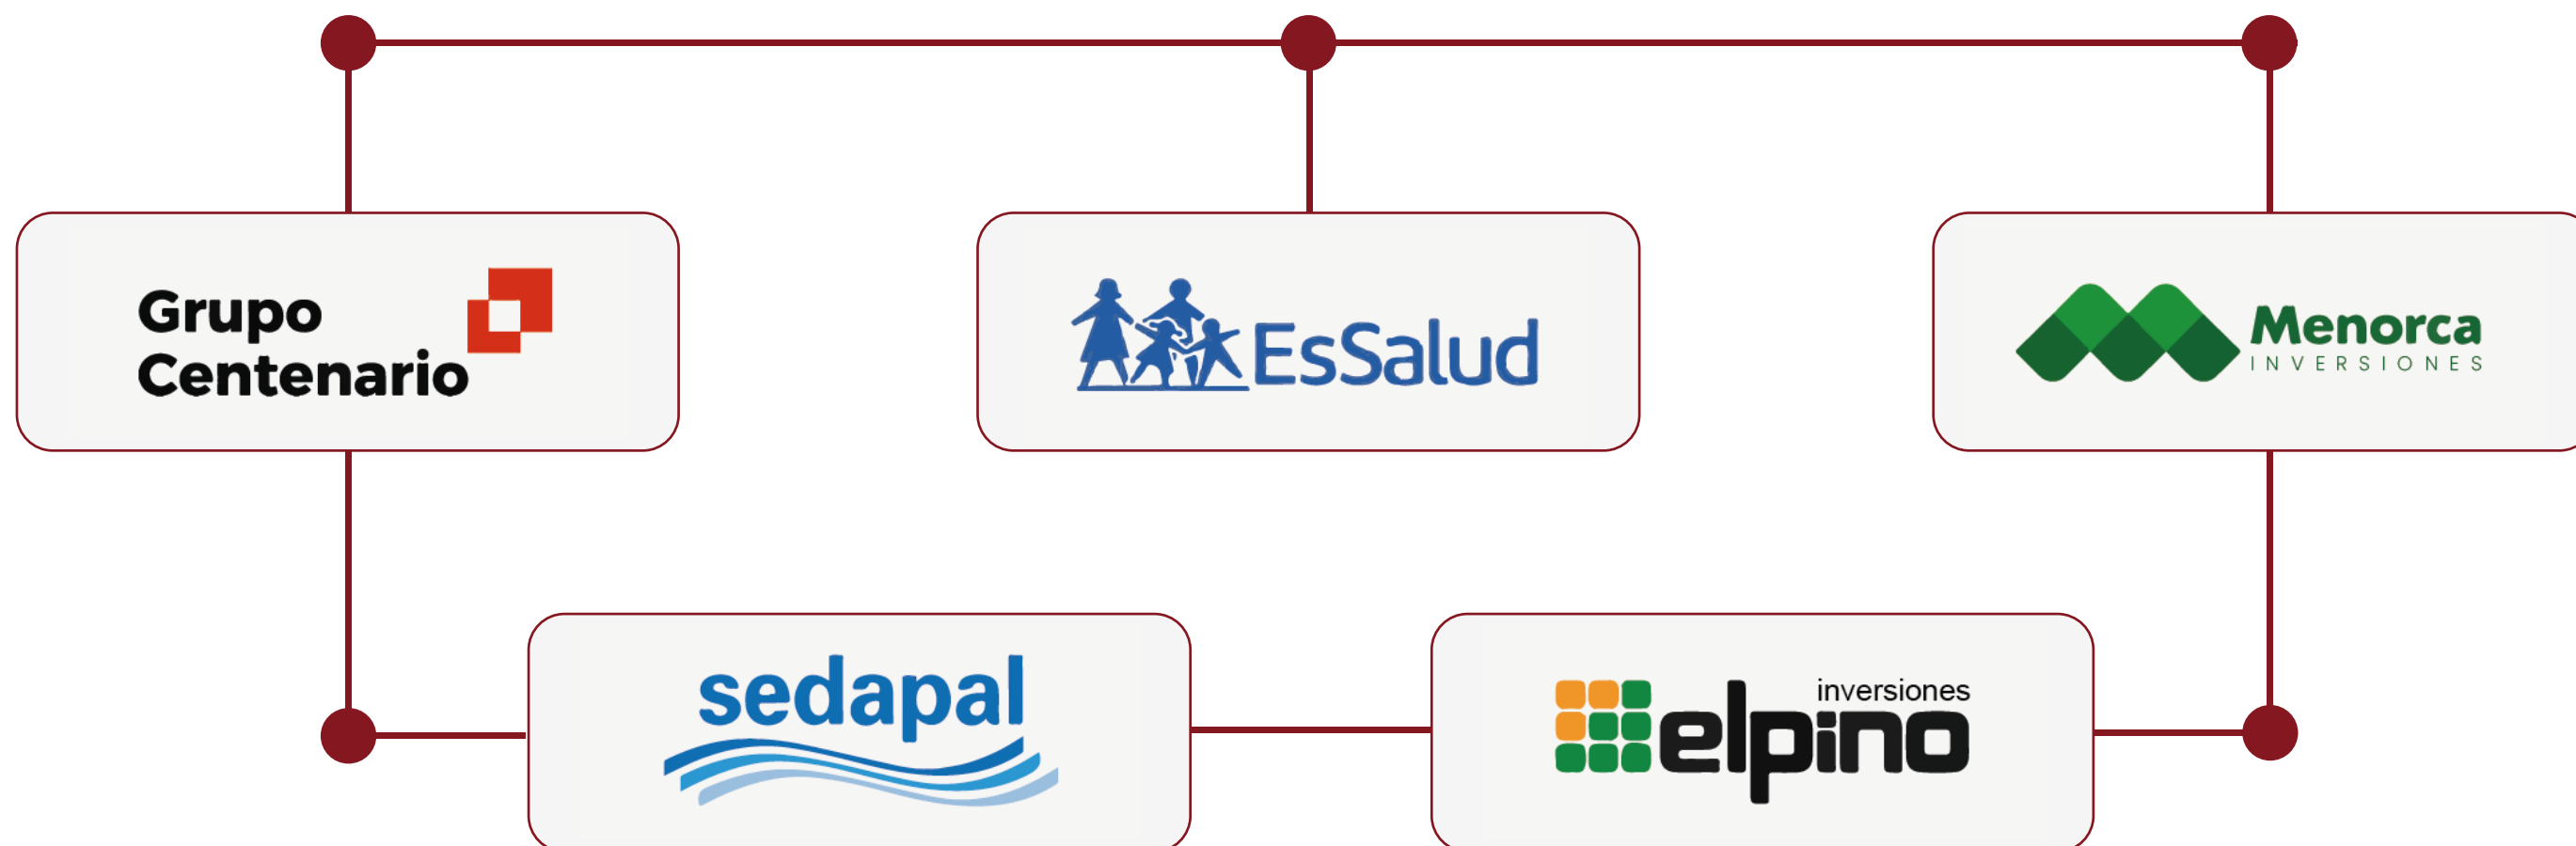 Grupo
Centenario
EsSalud
Menorca
INVERSIONES
sedapal
inversiones
elpino